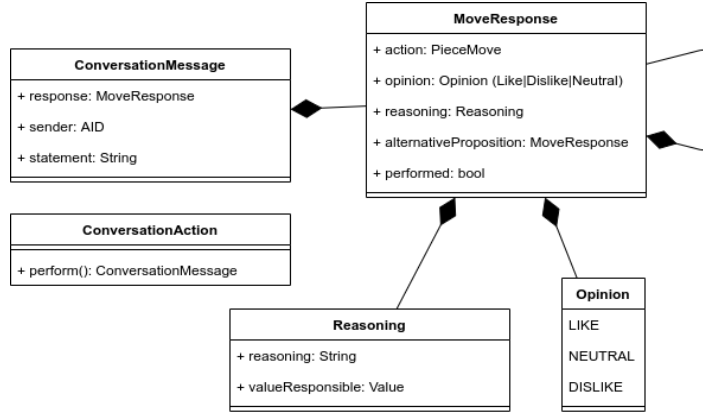 MoveResponse
+ action: PieceMove
+ opinion: Opinion (Like|Dislike|Neutral)
+ reasoning: Reasoning
+ alternativeProposition: MoveResponse
+ performed: bool
ConversationMessage
+ response: MoveResponse
+ sender: AID
+ statement: String
ConversationAction
+ perform(): ConversationMessage
Reasoning
+ reasoning: String
+ valueResponsible: Value
Opinion
LIKE
NEUTRAL
DISLIKE